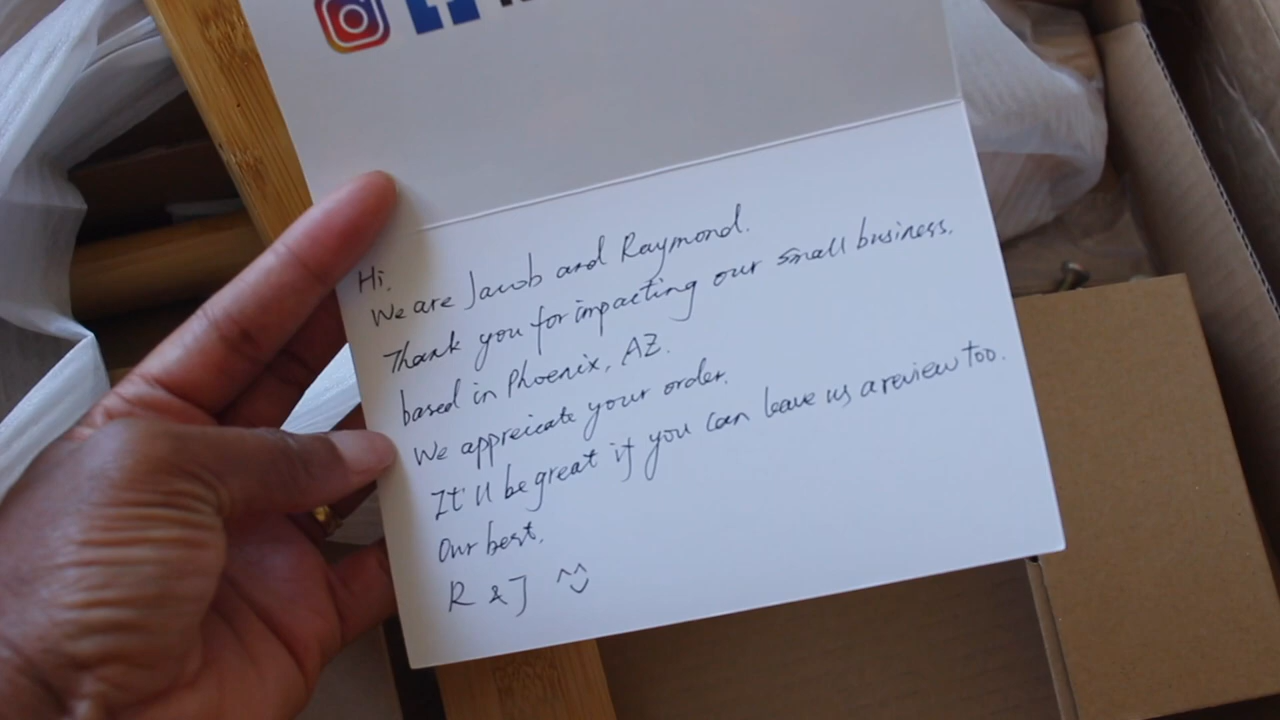 Hi.
We are Jacob and Raymond.
Thank you for impacting our small business.
based in Phoenix, AZ.
We appreicate your order.
It'll be great if you can leave us a review too.
Our best,
R & J ^^